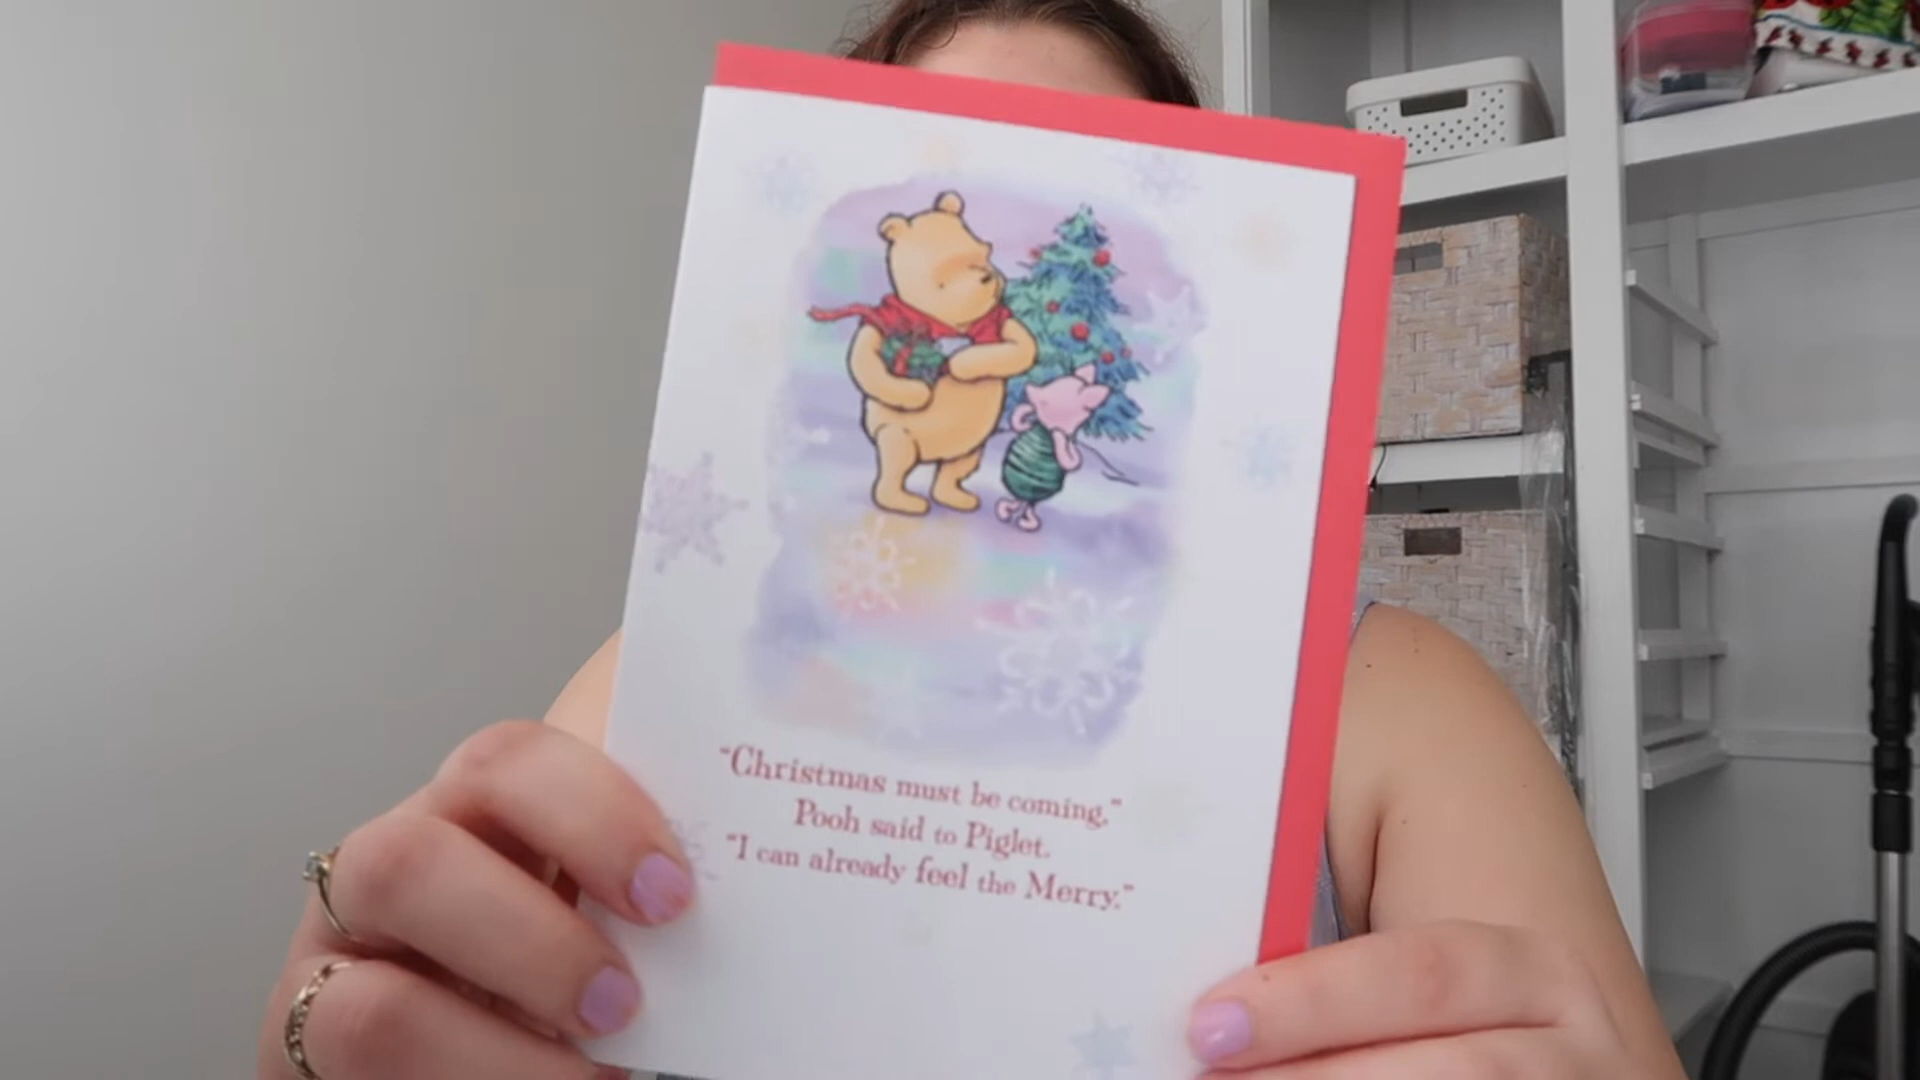 “Christmas must be coming,”
Pooh said to Piglet.
“I can already feel the Merry.”